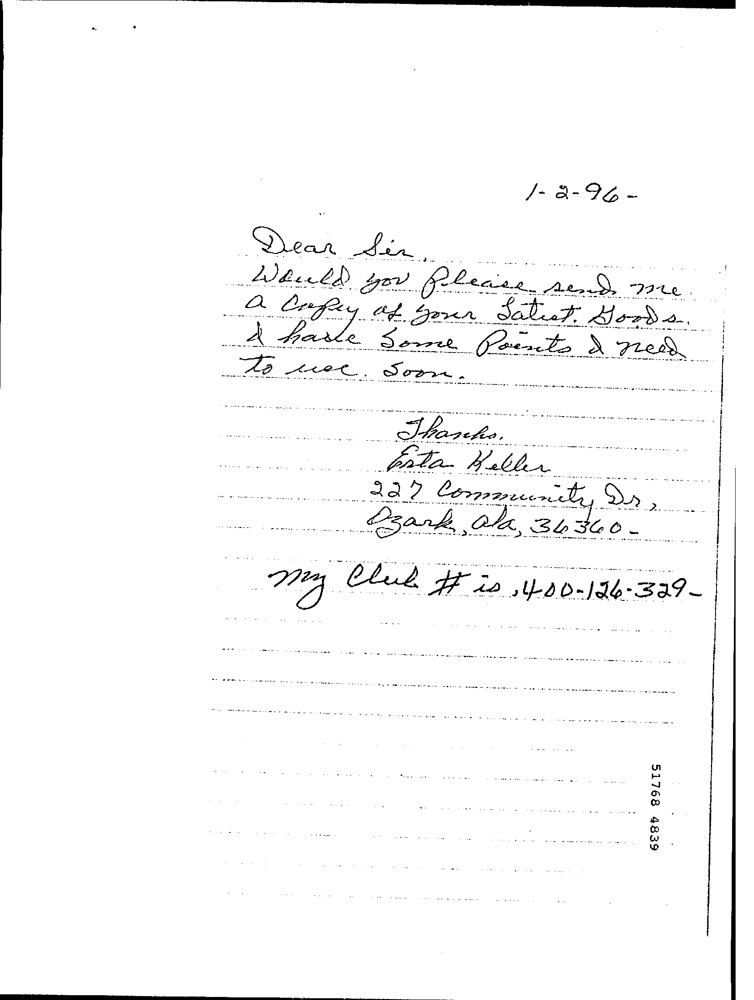 1-2-96-
Dear Sir,
Would you please send me
a copy of your Latest Goods.
I have Some Points I need
to use. Soon.
Thanks.
Esta Keller
227 Community Dr,
Ozark, Ala, 36360-
My Club # is, 400-126-329-
51768 4839